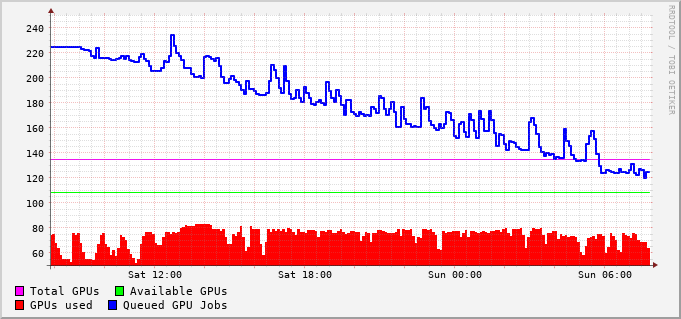 240
220
200
180
160
140
120
100
80
60
Sat 12:00 Sat 18:00 Sun 00:00 Sun 06:00
Total GPUs Available GPUs
GPUs used Queued GPU Jobs
RRDTOOL / TOBI OETIKER